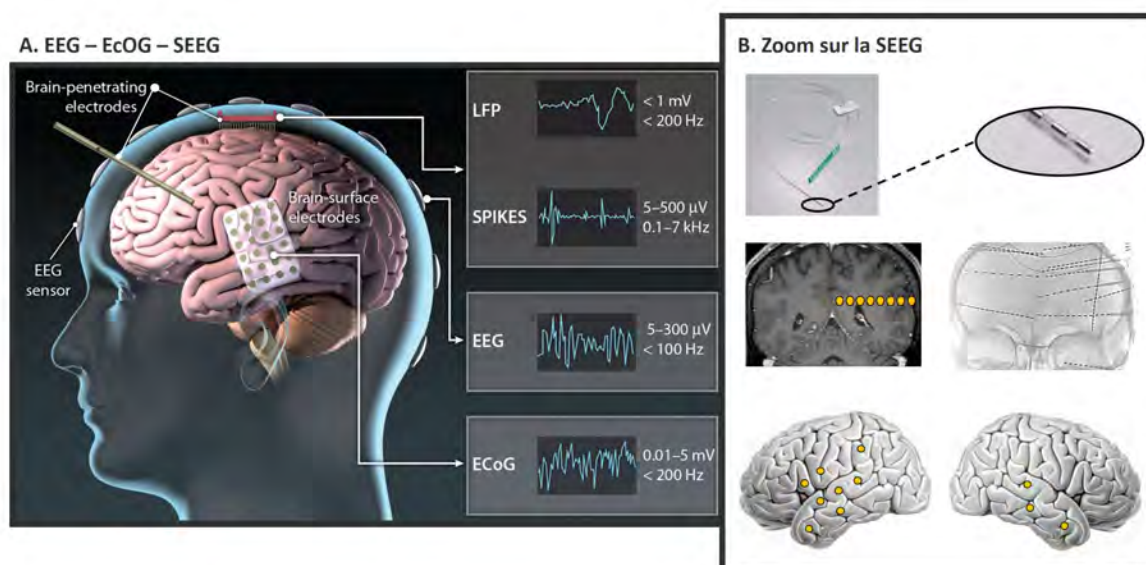 A. EEG – EcOG – SEEG
Brain-penetrating
electrodes
Brain-surface
electrodes
EEG
sensor
LFP
< 1 mV
< 200 Hz
SPIKES
5–500 µV
0.1–7 kHz
EEG
5–300 µV
< 100 Hz
ECoG
0.01–5 mV
< 200 Hz
B. Zoom sur la SEEG